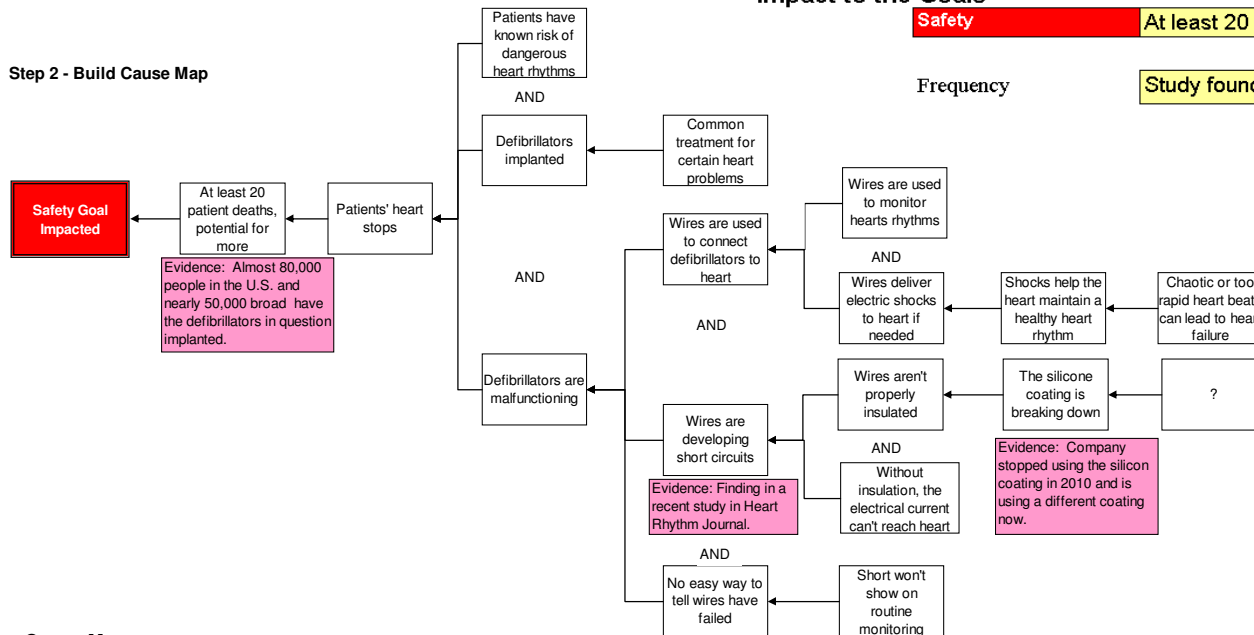 Impact to the Goals
Safety
At least 20
Step 2 - Build Cause Map
Frequency
Study found
Patients have
known risk of
dangerous
heart rhythms
AND
Defibrillators
implanted
Common
treatment for
certain heart
problems
Safety Goal
Impacted
At least 20
patient deaths,
potential for
more
Patients' heart
stops
Evidence: Almost 80,000
people in the U.S. and
nearly 50,000 broad have
the defibrillators in question
implanted.
AND
Wires are used
to connect
defibrillators to
heart
Wires are used
to monitor
hearts rhythms
AND
Wires deliver
electric shocks
to heart if
needed
Shocks help the
heart maintain a
healthy heart
rhythm
Chaotic or too
rapid heart beat
can lead to hear
failure
AND
Defibrillators are
malfunctioning
Wires are
developing
short circuits
Evidence: Finding in a
recent study in Heart
Rhythm Journal.
Wires aren't
properly
insulated
The silicone
coating is
breaking down
?
Evidence: Company
stopped using the silicon
coating in 2010 and is
using a different coating
now.
AND
Without
insulation, the
electrical current
can't reach heart
AND
No easy way to
tell wires have
failed
Short won't
show on
routine
monitoring